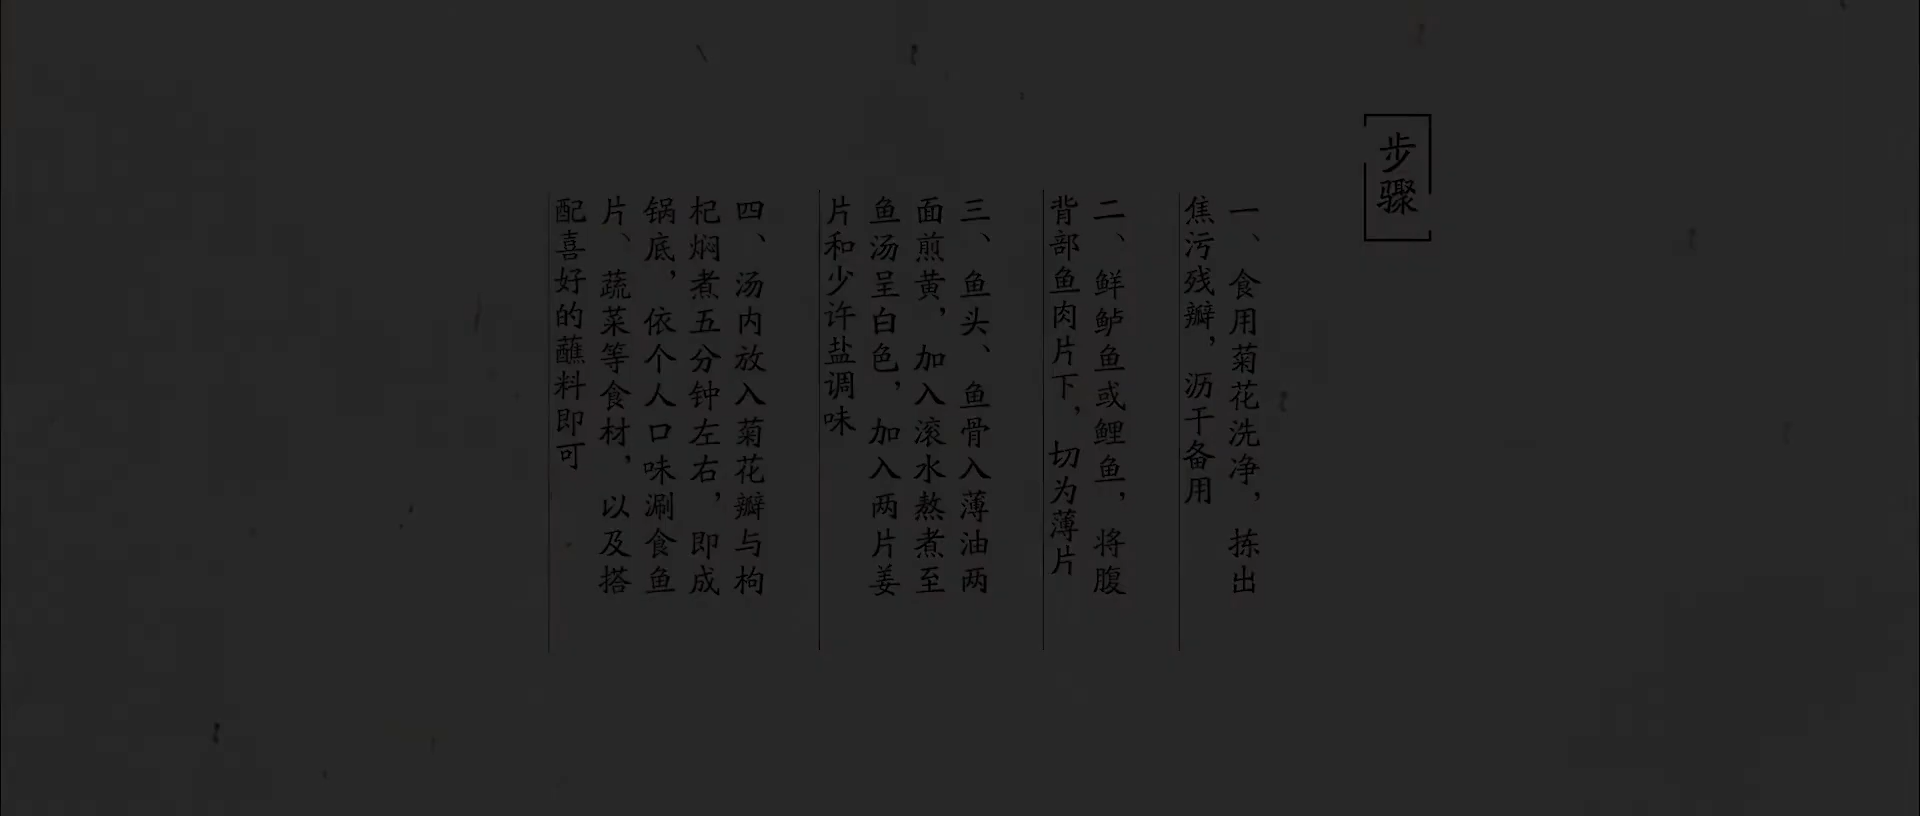 步骤
一、食用菊花洗净，拣出
焦污残瓣，沥干备用
二、鲜鲈鱼或鲤鱼，将腹
背部鱼肉片下，切为薄片
三、鱼头、鱼骨入薄油两
面煎黄，加入滚水熬煮至
鱼汤呈白色，加入两片姜
片和少许盐调味
四、汤内放入菊花瓣与枸
杞焖煮五分钟左右，即成
锅底，依个人口味涮食鱼
片、蔬菜等食材，以及搭
配喜好的蘸料即可